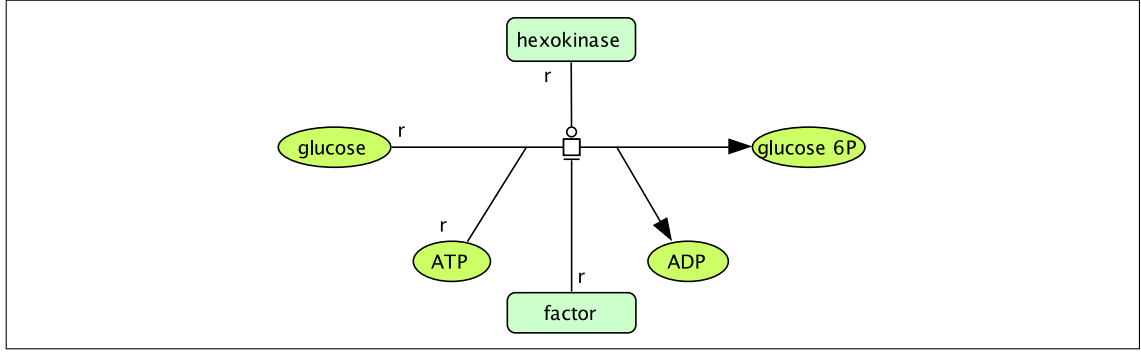 hexokinase
r
r
glucose
glucose 6P
r
ATP
ADP
r
factor